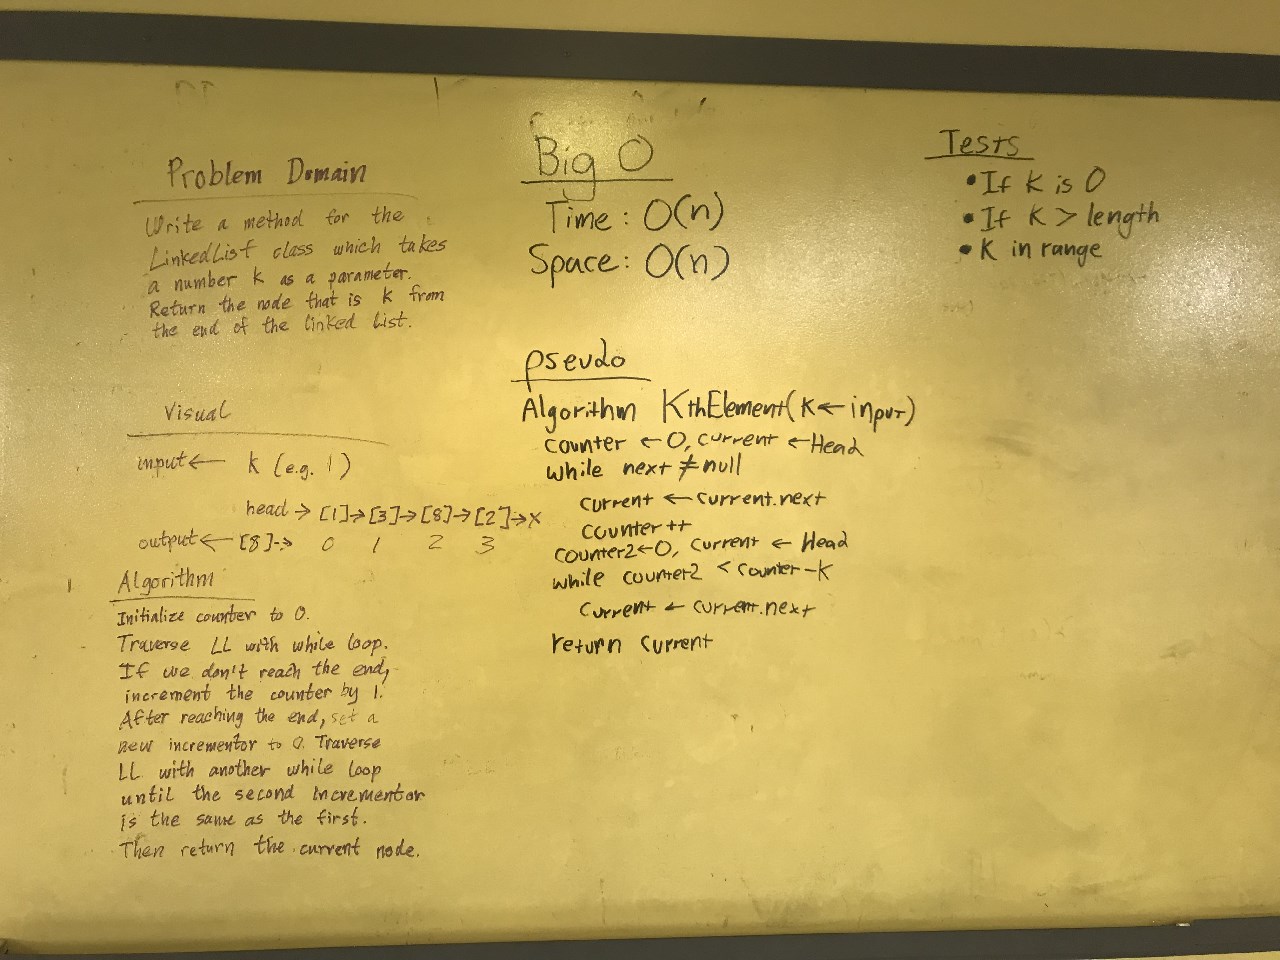 Problem Domain
Write a method for the
LinkedList class which takes
a number k as a parameter.
Return the node that is k from
the end of the linked list.
Visual
input ← k (e.g. 1)
head → [1] → [3] → [8] → [2] → X
output ← [8] -> 0 1 2 3
Algorithm
Initialize counter to 0.
Traverse LL with while loop.
If we don't reach the end,
increment the counter by 1.
After reaching the end, set a
new incrementor to 0. Traverse
LL with another while loop
until the second incrementor
is the same as the first.
Then return the current node.
Big O
Time: O(n)
Space: O(n)
pseudo
Algorithm KthElement(K ← input)
counter ← 0, current ← Head
while next ≠ null
current ← current.next
counter ++
counter2 ← 0, current ← Head
while counter2 < counter - K
current ← current.next
return current
Tests
• If K is 0
• If K > length
• K in range